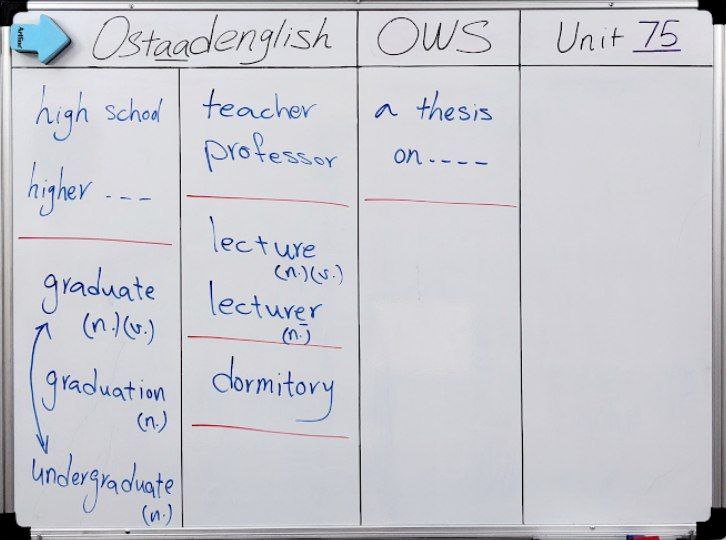 Ostaadenglish
OWS
Unit 75
high school
higher ---
graduate
(n.)(v.)
graduation
(n.)
undergraduate
(n.)
teacher
professor
lecture
(n.)(v.)
lecturer
(n.)
dormitory
a thesis
on ----